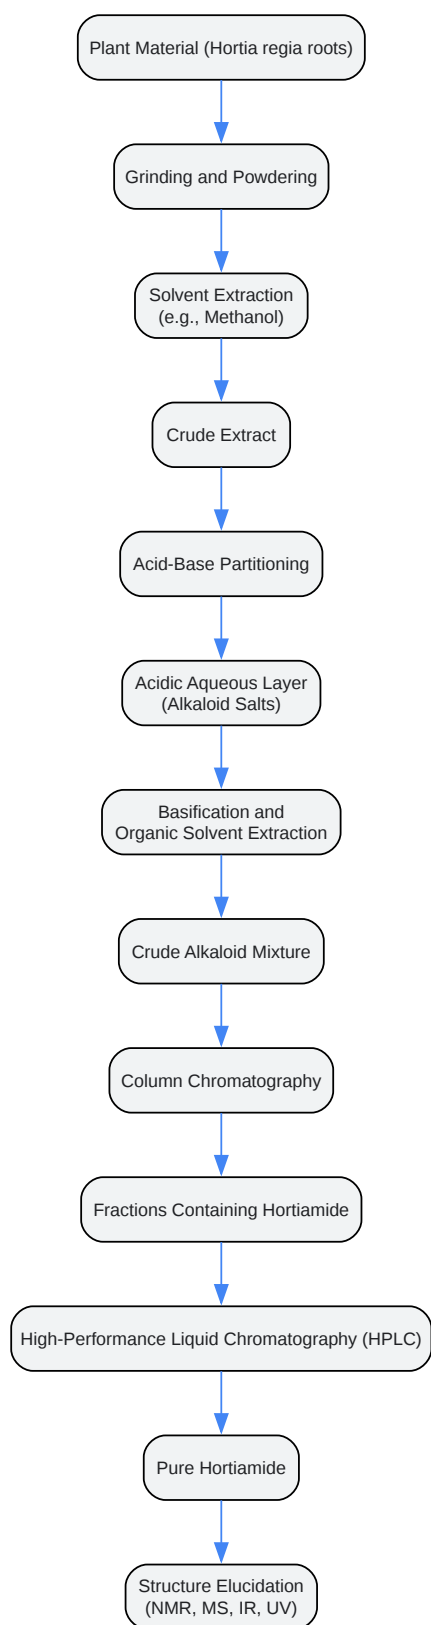 Plant Material (Hortia regia roots)
Grinding and Powdering
Solvent Extraction
(e.g., Methanol)
Crude Extract
Acid-Base Partitioning
Acidic Aqueous Layer
(Alkaloid Salts)
Basification and
Organic Solvent Extraction
Crude Alkaloid Mixture
Column Chromatography
Fractions Containing Hortiamide
High-Performance Liquid Chromatography (HPLC)
Pure Hortiamide
Structure Elucidation
(NMR, MS, IR, UV)